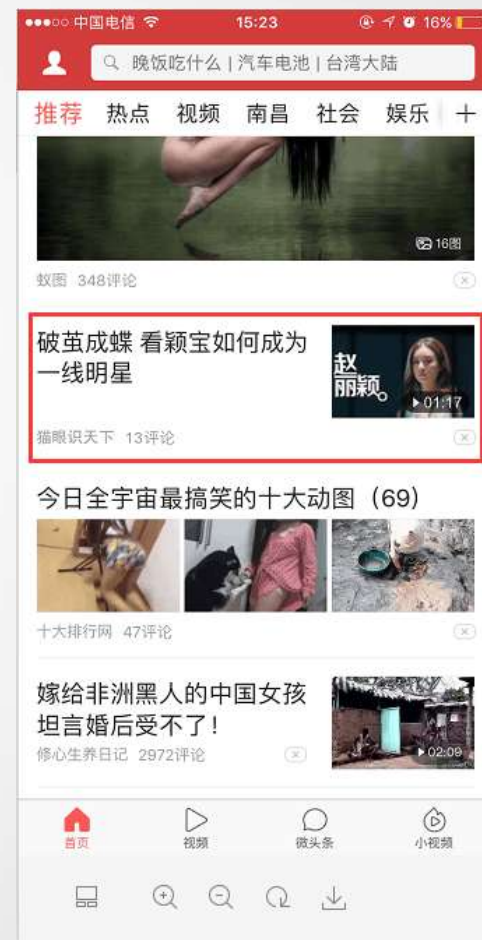 中国电信 15:23 16%
晚饭吃什么 | 汽车电池 | 台湾大陆
推荐 热点 视频 南昌 社会 娱乐
16图
蚁图 348评论
破茧成蝶 看颖宝如何成为
一线明星
赵
丽颖。
01:17
猫眼识天下 13评论
今日全宇宙最搞笑的十大动图（69）
十大排行网 47评论
嫁给非洲黑人的中国女孩
坦言婚后受不了！
02:09
修心生养日记 2972评论
首页 视频 微头条 小视频